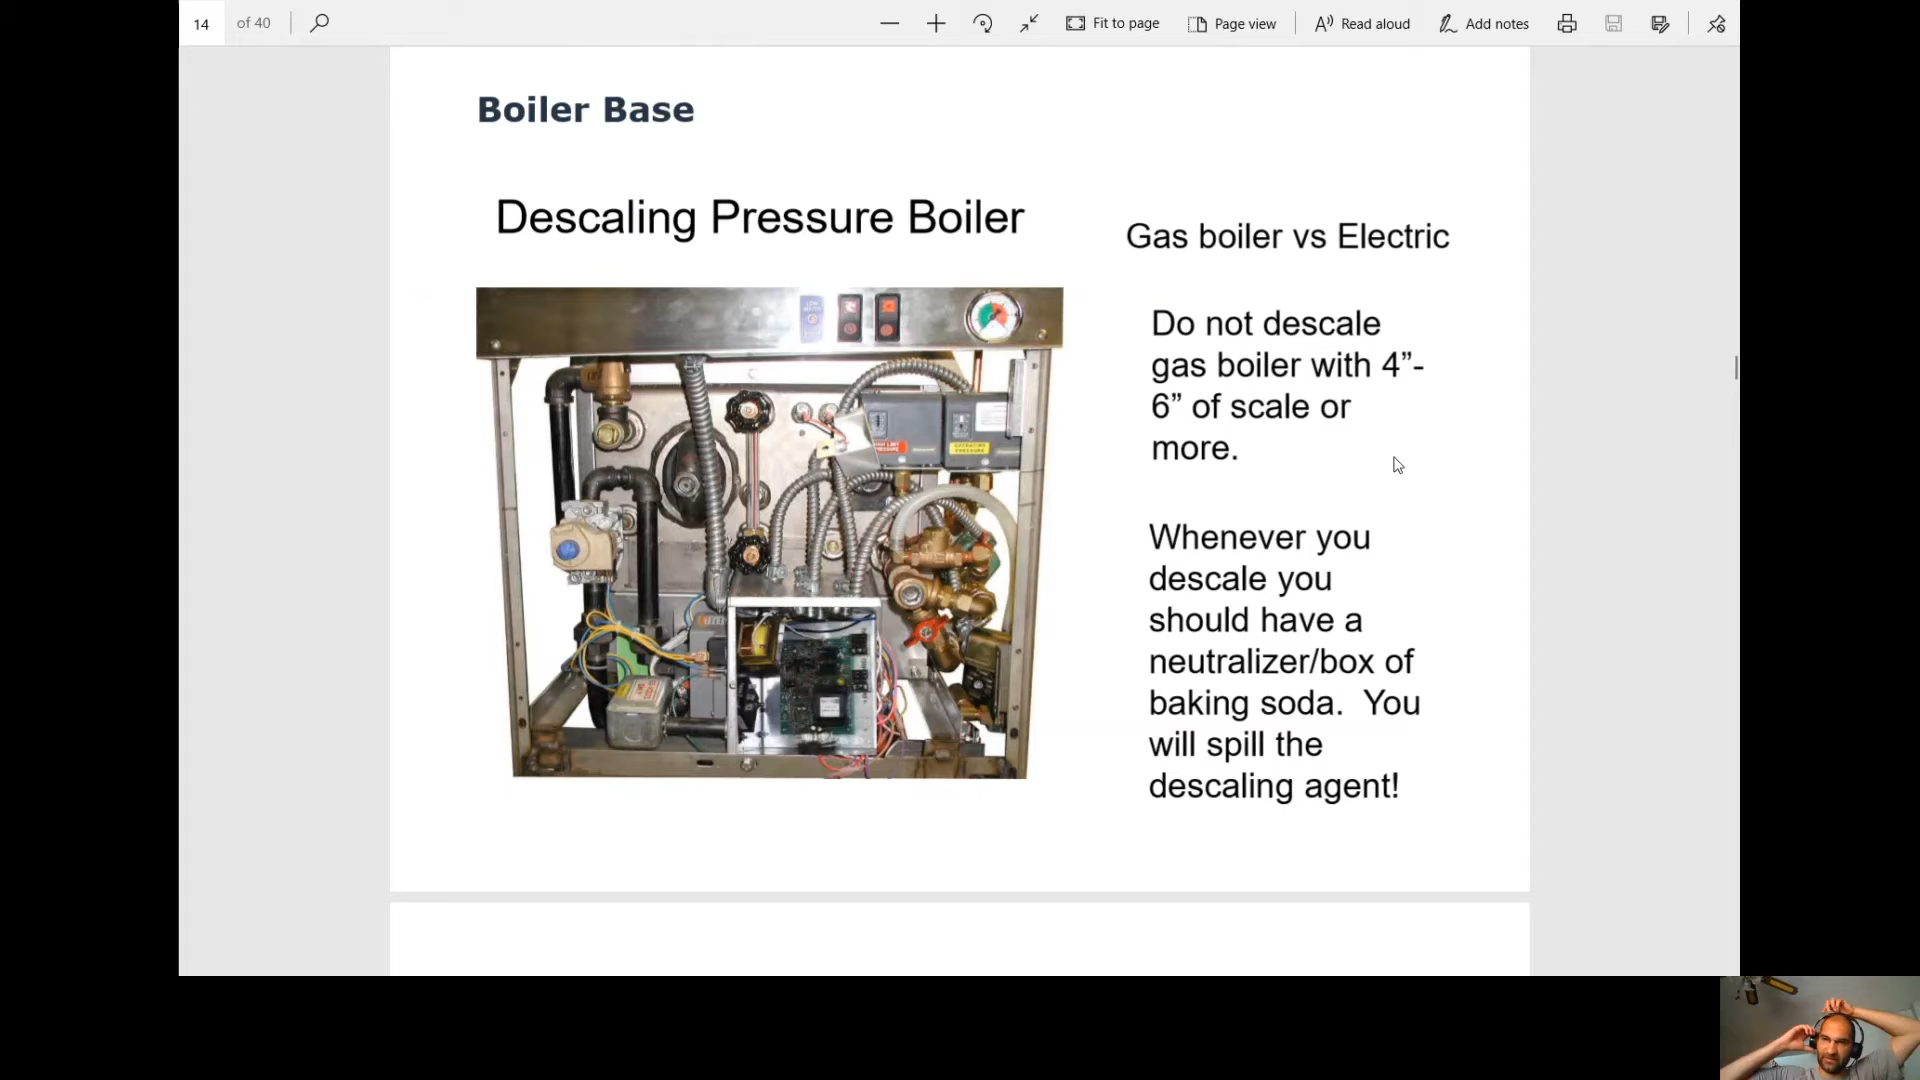 14 of 40 Fit to page Page view Read aloud Add notes
Boiler Base
Descaling Pressure Boiler
Gas boiler vs Electric
Do not descale
gas boiler with 4”-
6” of scale or
more.
Whenever you
descale you
should have a
neutralizer/box of
baking soda.  You
will spill the
descaling agent!